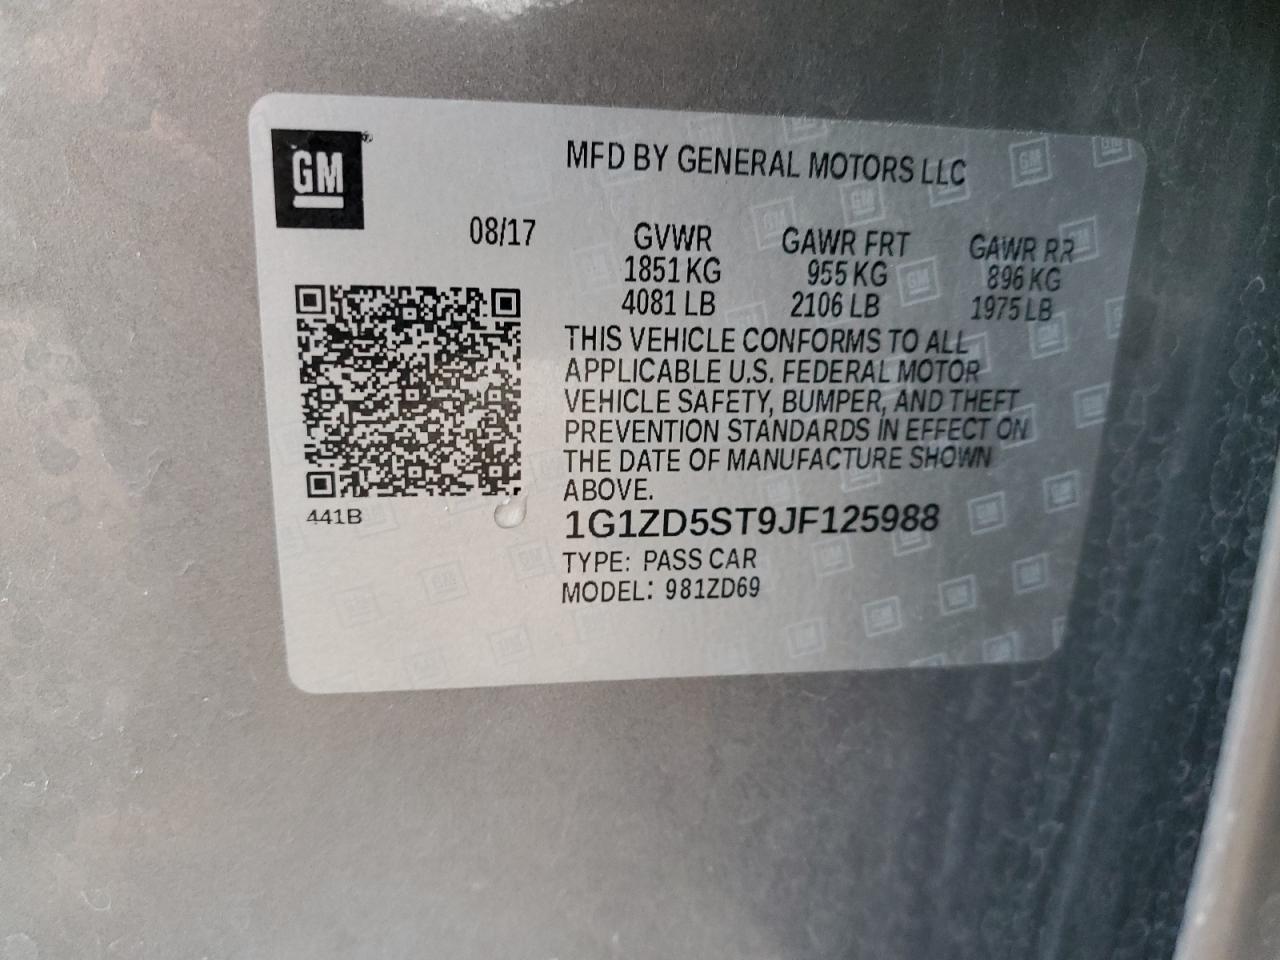 GM
MFD BY GENERAL MOTORS LLC
08/17
GVWR GAWR FRT GAWR RR
1851 KG 955 KG 896 KG
4081 LB 2106 LB 1975 LB
THIS VEHICLE CONFORMS TO ALL
APPLICABLE U.S. FEDERAL MOTOR
VEHICLE SAFETY, BUMPER, AND THEFT
PREVENTION STANDARDS IN EFFECT ON
THE DATE OF MANUFACTURE SHOWN
ABOVE.
441B
1G1ZD5ST9JF125988
TYPE: PASS CAR
MODEL: 981ZD69